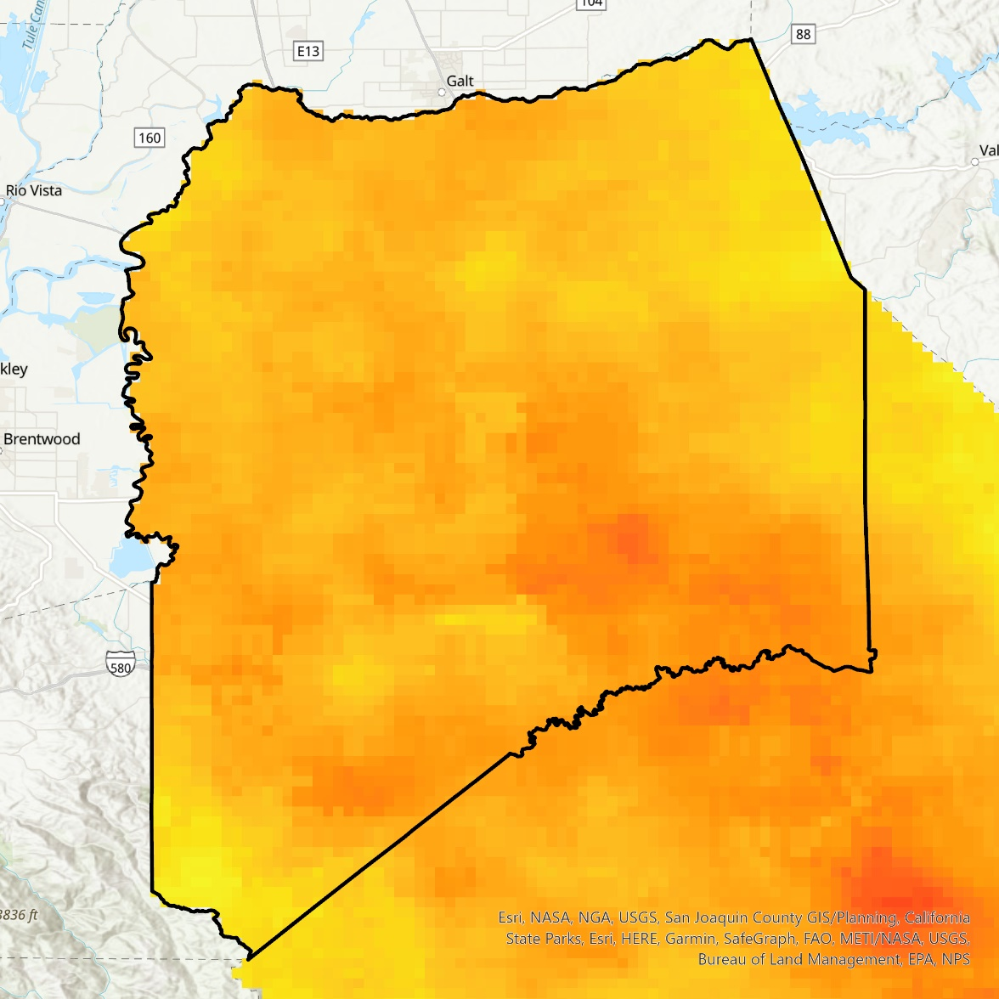 104
Tule Can
E13
88
Galt
160
Val
Rio Vista
kley
Brentwood
580
3836 ft
Esri, NASA, NGA, USGS, San Joaquin County GIS/Planning, California
State Parks, Esri, HERE, Garmin, SafeGraph, FAO, METI/NASA, USGS,
Bureau of Land Management, EPA, NPS